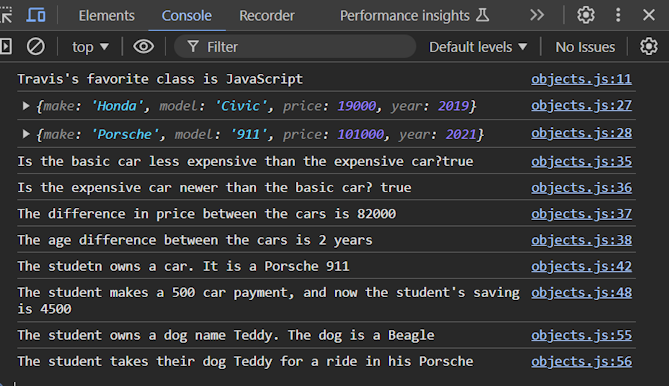 Elements Console Recorder Performance insights
top Filter Default levels No Issues
Travis's favorite class is JavaScript objects.js:11
{make: 'Honda', model: 'Civic', price: 19000, year: 2019} objects.js:27
{make: 'Porsche', model: '911', price: 101000, year: 2021} objects.js:28
Is the basic car less expensive than the expensive car?true objects.js:35
Is the expensive car newer than the basic car? true objects.js:36
The difference in price between the cars is 82000 objects.js:37
The age difference between the cars is 2 years objects.js:38
The studetn owns a car. It is a Porsche 911 objects.js:42
The student makes a 500 car payment, and now the student's saving objects.js:48
is 4500
The student owns a dog name Teddy. The dog is a Beagle objects.js:55
The student takes their dog Teddy for a ride in his Porsche objects.js:56